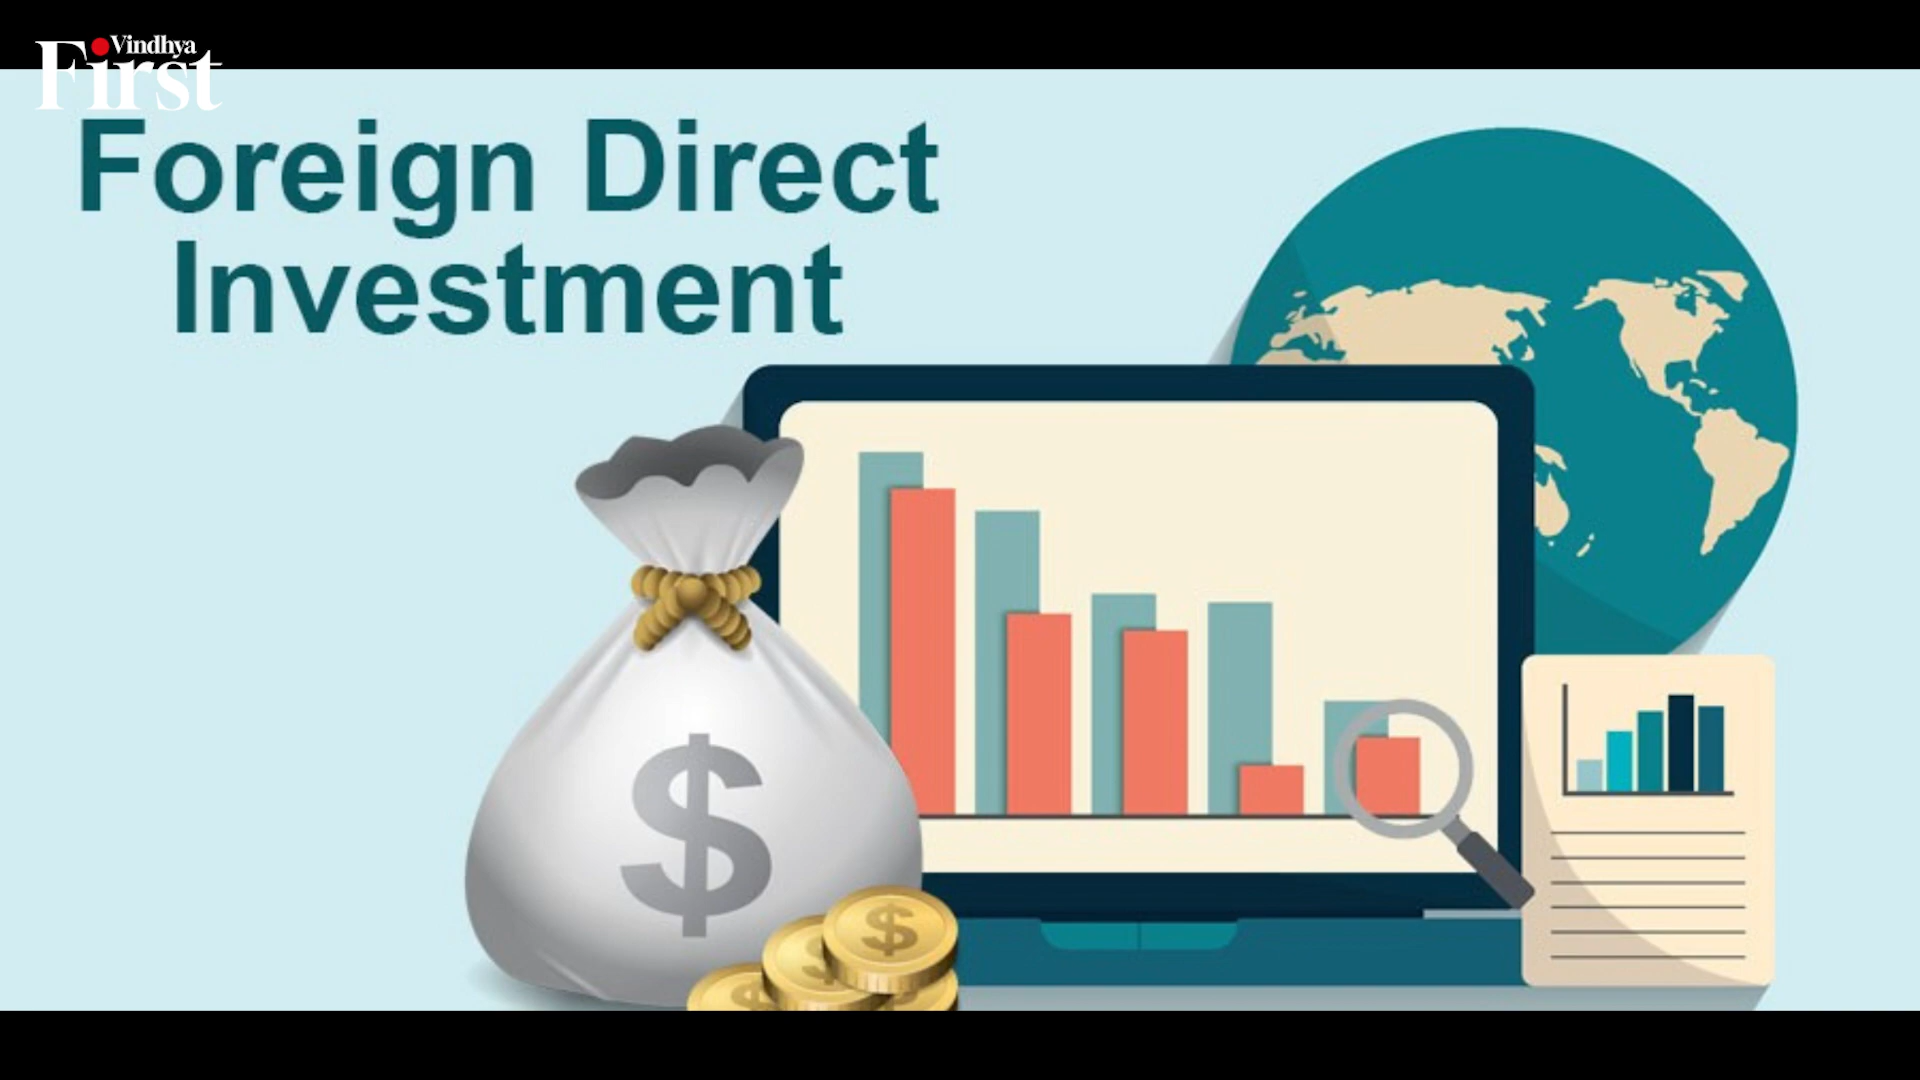 Vindhya
First
Foreign Direct
Investment
$
$
$
$